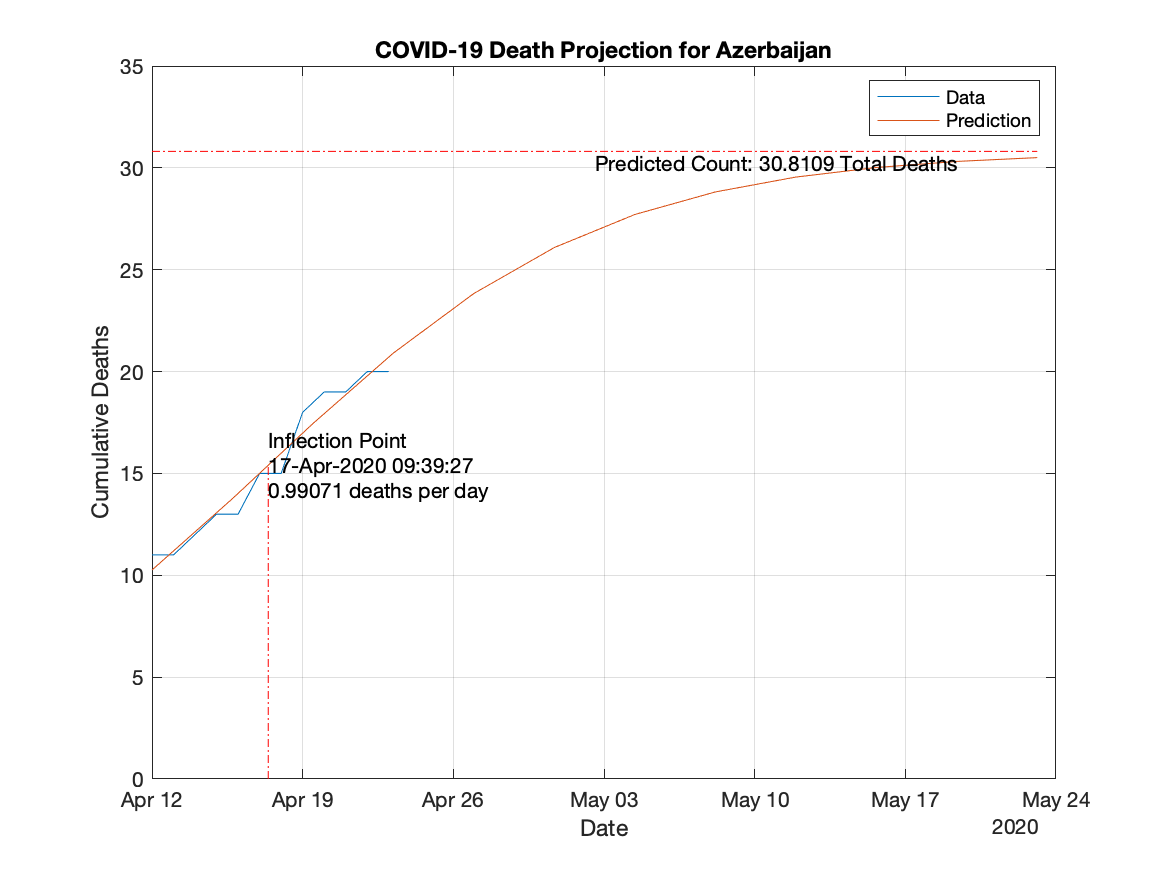 COVID-19 Death Projection for Azerbaijan
35
30
25
20
15
10
5
0
Cumulative Deaths
Data
Prediction
Predicted Count: 30.8109 Total Deaths
Inflection Point
17-Apr-2020 09:39:27
0.99071 deaths per day
Apr 12
Apr 19
Apr 26
May 03
May 10
May 17
May 24
Date
2020